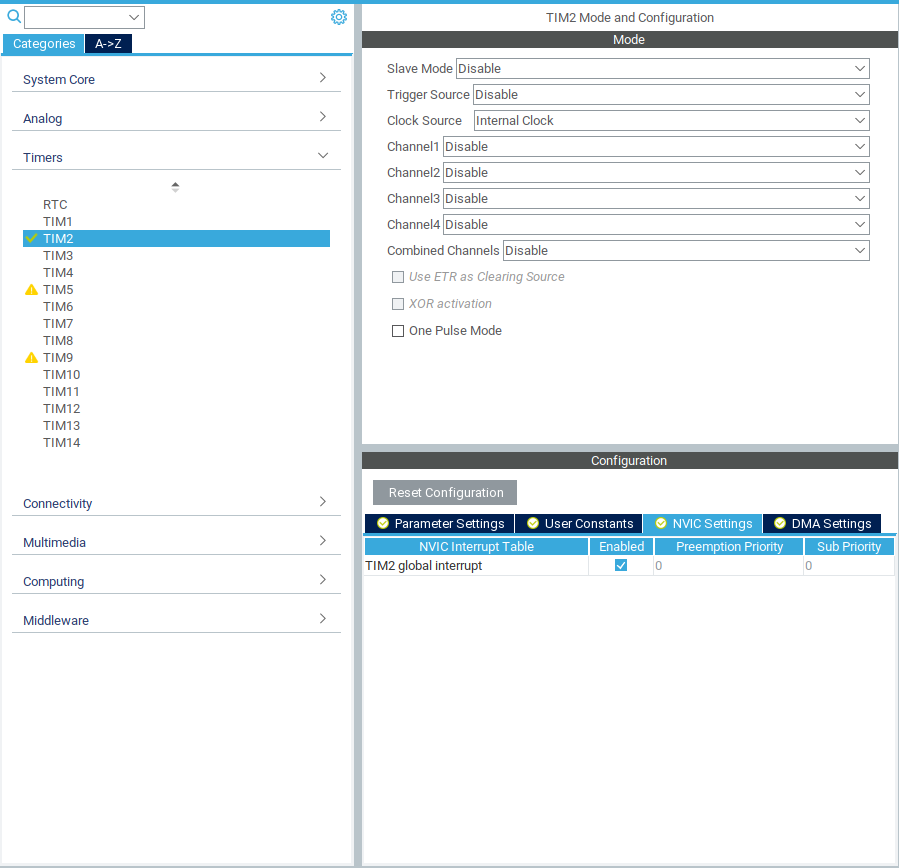 Categories
A->Z
System Core
Analog
Timers
RTC
TIM1
TIM2
TIM3
TIM4
TIM5
TIM6
TIM7
TIM8
TIM9
TIM10
TIM11
TIM12
TIM13
TIM14
Connectivity
Multimedia
Computing
Middleware
TIM2 Mode and Configuration
Mode
Slave Mode Disable
Trigger Source Disable
Clock Source Internal Clock
Channel1 Disable
Channel2 Disable
Channel3 Disable
Channel4 Disable
Combined Channels Disable
Use ETR as Clearing Source
XOR activation
One Pulse Mode
Configuration
Reset Configuration
Parameter Settings User Constants NVIC Settings DMA Settings
NVIC Interrupt Table Enabled Preemption Priority Sub Priority
TIM2 global interrupt 0 0